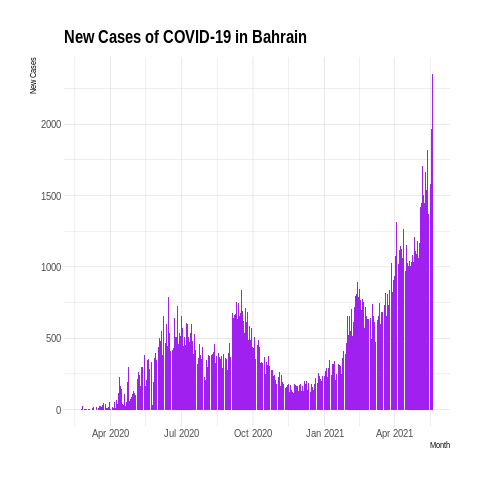 New Cases of COVID-19 in Bahrain
New Cases
2000
1500
1000
500
0
Apr 2020 Jul 2020 Oct 2020 Jan 2021 Apr 2021
Month